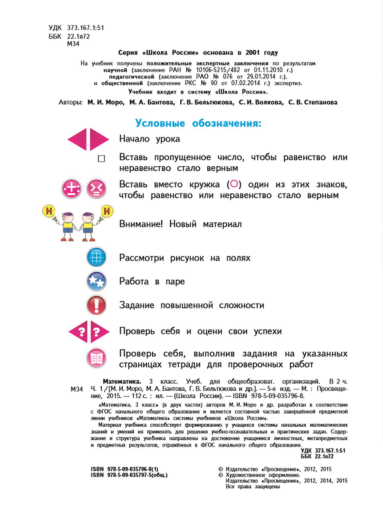 УДК 373.167.1:51
ББК 22.1я72
М34
Серия «Школа России» основана в 2001 году
На учебник получены положительные экспертные заключения по результатам
научной (заключение РАН № 10106-5215/482 от 01.11.2010 г.)
педагогической (заключение РАО № 076 от 29.01.2014 г.),
и общественной (заключение РКС № 90 от 07.02.2014 г.) экспертиз.
Учебник входит в систему «Школа России».
Авторы: М. И. Моро, М. А. Бантова, Г. В. Бельтюкова, С. И. Волкова, С. В. Степанова
Условные обозначения:
Начало урока
Вставь пропущенное число, чтобы равенство или
неравенство стало верным
Вставь вместо кружка (○) один из этих знаков,
чтобы равенство или неравенство стало верным
Н Н
Внимание! Новый материал
Рассмотри рисунок на полях
Работа в паре
!
Задание повышенной сложности
? ?
Проверь себя и оцени свои успехи
Проверь себя, выполнив задания на указанных
страницах тетради для проверочных работ
Математика. 3 класс. Учеб. для общеобразоват. организаций. В 2 ч.
М34 Ч. 1 / [М. И. Моро, М. А. Бантова, Г. В. Бельтюкова и др.]. — 5-е изд. — М. : Просвеще-
ние, 2015. — 112 с. : ил. — (Школа России). — ISBN 978-5-09-035796-8.
«Математика. 3 класс» (в двух частях) авторов М. И. Моро и др. разработан в соответствии
с ФГОС начального общего образования и является составной частью завершённой предметной
линии учебников «Математика» системы учебников «Школа России».
Материал учебника способствует формированию у учащихся системы начальных математических
знаний и умений их применять для решения учебно-познавательных и практических задач. Содер-
жание и структура учебника направлены на достижение учащимися личностных, метапредметных
и предметных результатов, отражённых в ФГОС начального общего образования.
УДК 373.167.1:51
ББК 22.1я72
ISBN 978-5-09-035796-8(1)
ISBN 978-5-09-035797-5(общ.)
© Издательство «Просвещение», 2012, 2015
© Художественное оформление.
Издательство «Просвещение», 2012, 2014, 2015
Все права защищены